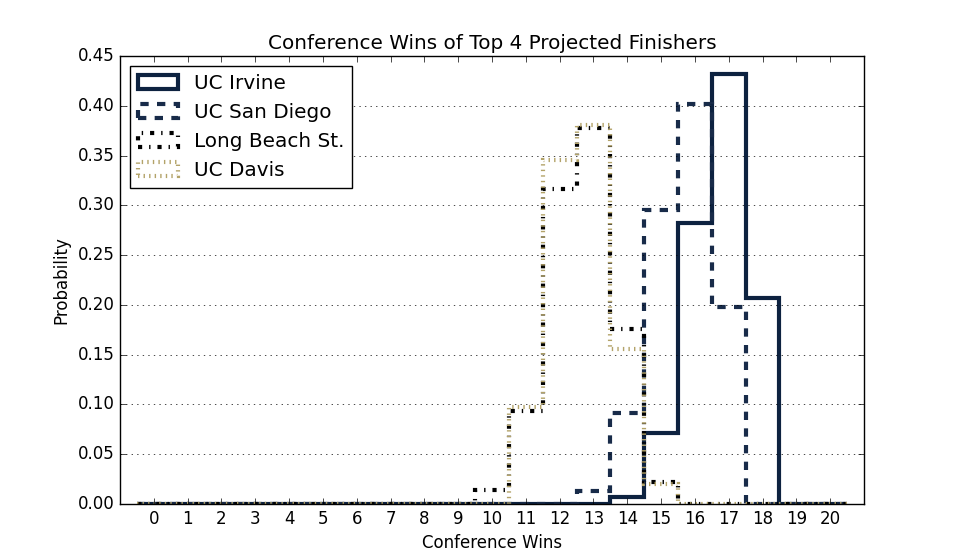 Conference Wins of Top 4 Projected Finishers
0.45
0.40
0.35
0.30
0.25
0.20
0.15
0.10
0.05
0.00
Probability
UC Irvine
UC San Diego
Long Beach St.
UC Davis
0 1 2 3 4 5 6 7 8 9 10 11 12 13 14 15 16 17 18 19 20
Conference Wins